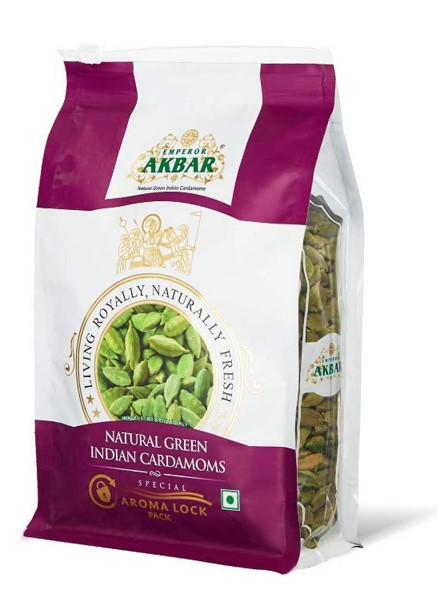 EMPEROR
AKBAR®
Natural Green Indian Cardamoms
LIVING ROYALLY, NATURALLY FRESH
NATURAL GREEN
INDIAN CARDAMOMS
SPECIAL
AROMA LOCK
PACK
EMPEROR
AKBAR